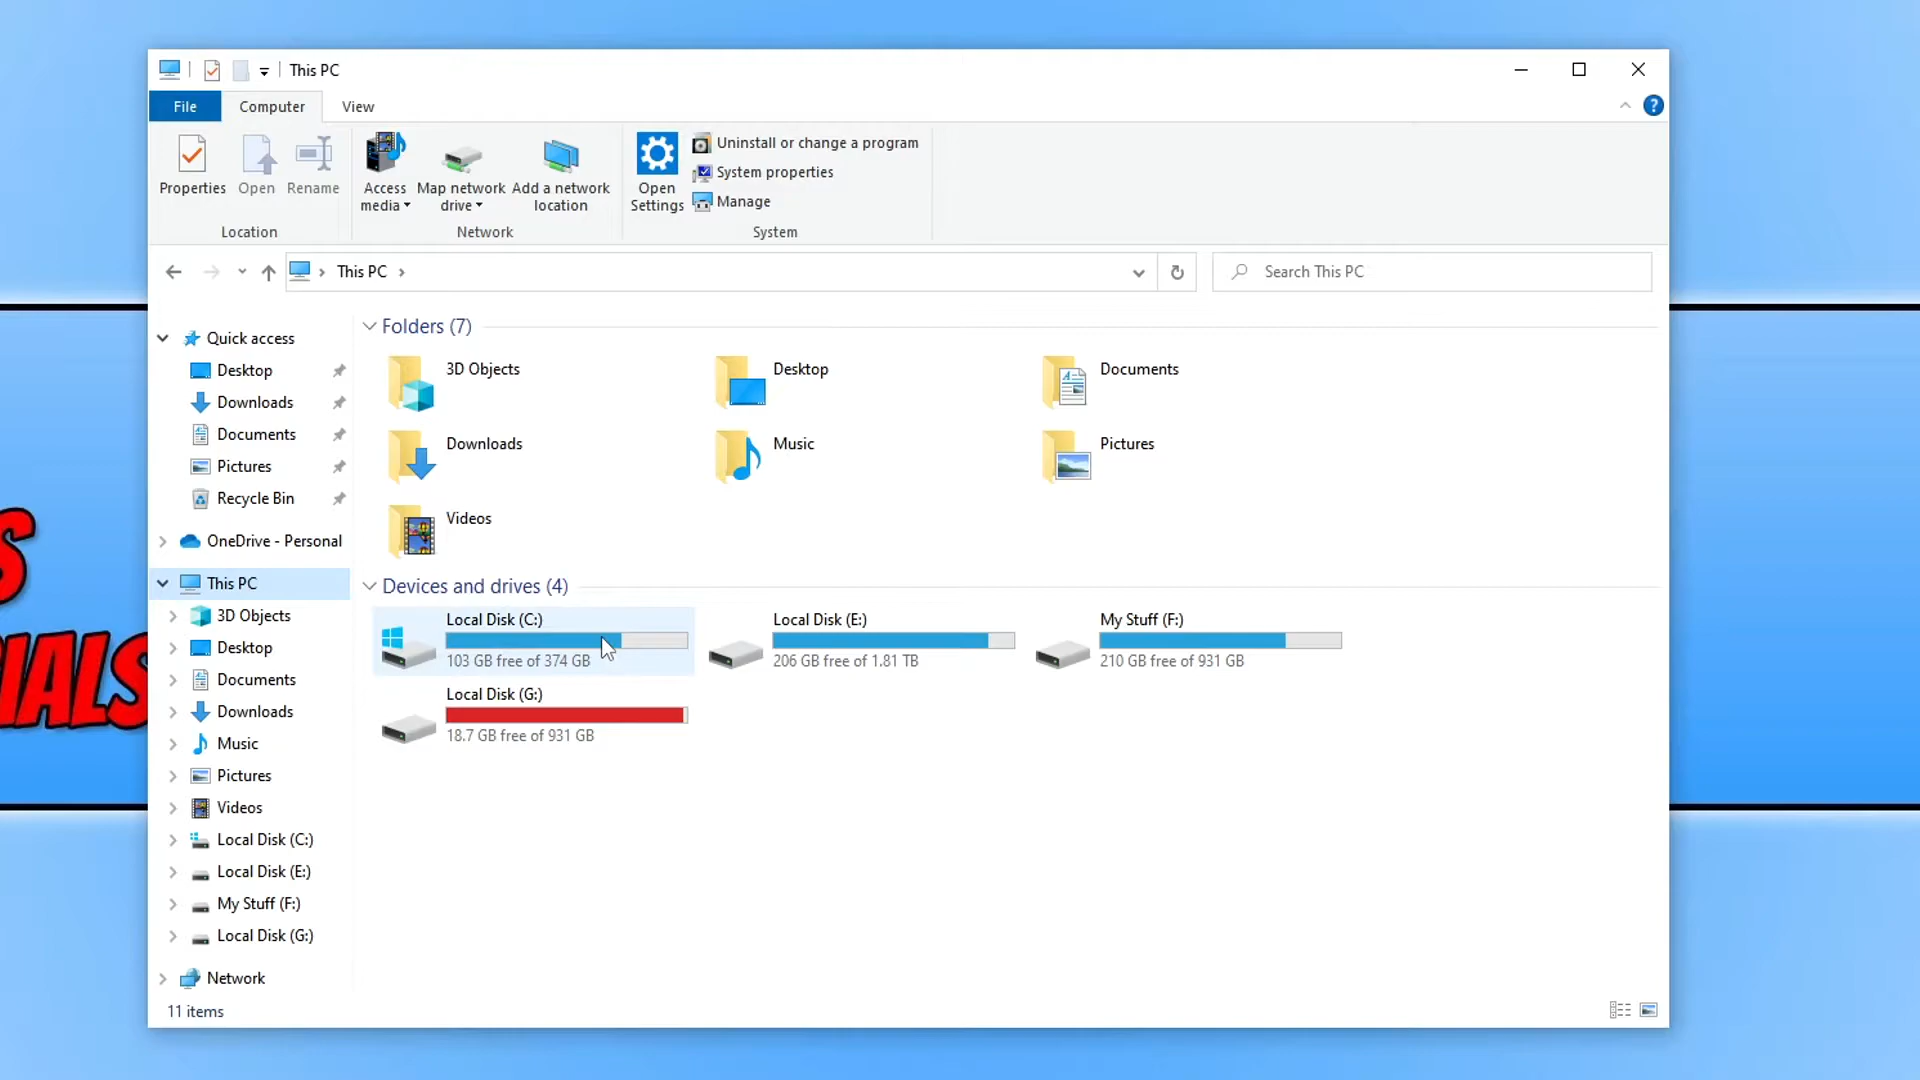 This PC
File Computer View
Properties Open Rename Access media Map network drive Add a network location Open Settings
Uninstall or change a program
System properties
Manage
Location Network System
This PC
Search This PC
Quick access
Desktop
Downloads
Documents
Pictures
Recycle Bin
OneDrive - Personal
This PC
3D Objects
Desktop
Documents
Downloads
Music
Pictures
Videos
Local Disk (C:)
Local Disk (E:)
My Stuff (F:)
Local Disk (G:)
Network
Folders (7)
3D Objects Desktop Documents
Downloads Music Pictures
Videos
Devices and drives (4)
Local Disk (C:)
103 GB free of 374 GB
Local Disk (E:)
206 GB free of 1.81 TB
My Stuff (F:)
210 GB free of 931 GB
Local Disk (G:)
18.7 GB free of 931 GB
11 items
S
IALS